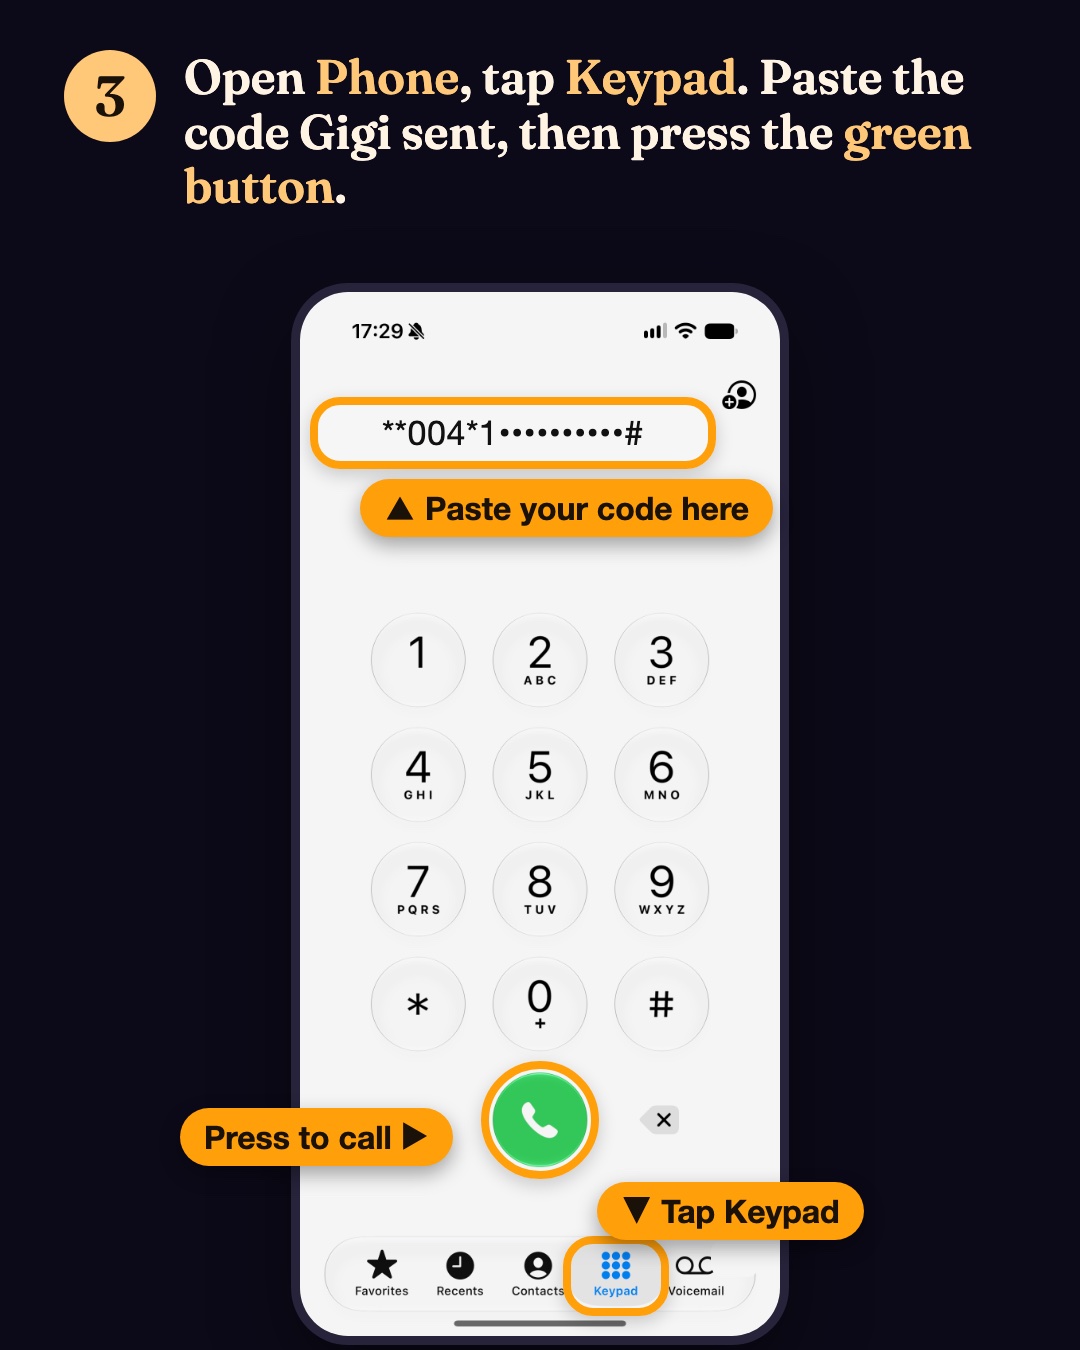 3
Open Phone, tap Keypad. Paste the
code Gigi sent, then press the green
button.
17:29
**004*1••••••••••#
▲ Paste your code here
1
2
ABC
3
DEF
4
GHI
5
JKL
6
MNO
7
PQRS
8
TUV
9
WXYZ
*
0
+
#
Press to call ▶
▼ Tap Keypad
Favorites
Recents
Contacts
Keypad
Voicemail